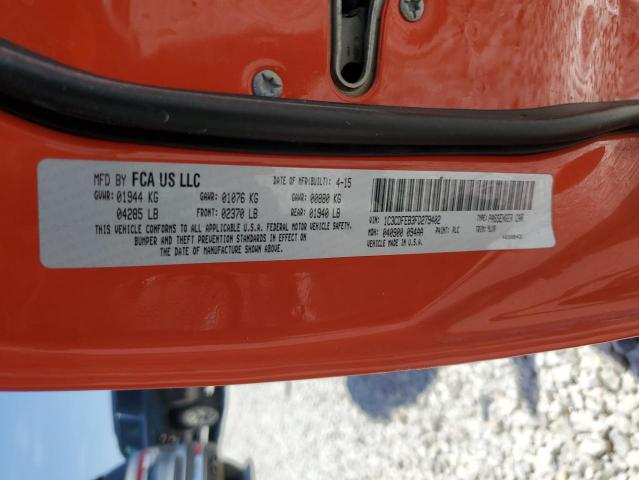 MFD BY FCA US LLC DATE OF MFR(BUILT): 4-15
GVWR: 01944 KG GAWR: 01076 KG GAWR: 00880 KG
04285 LB FRONT: 02370 LB REAR: 01940 LB
THIS VEHICLE CONFORMS TO ALL APPLICABLE U.S.A. FEDERAL MOTOR VEHICLE SAFETY,
BUMPER AND THEFT PREVENTION STANDARDS IN EFFECT ON
THE DATE OF MANUFACTURE SHOWN ABOVE.
VIN: 1C3CDFEB3FD279402 TYPE: PASSENGER CAR
MDH: 040900 094AA PAINT: PLC TRIM:
MADE IN U.S.A.